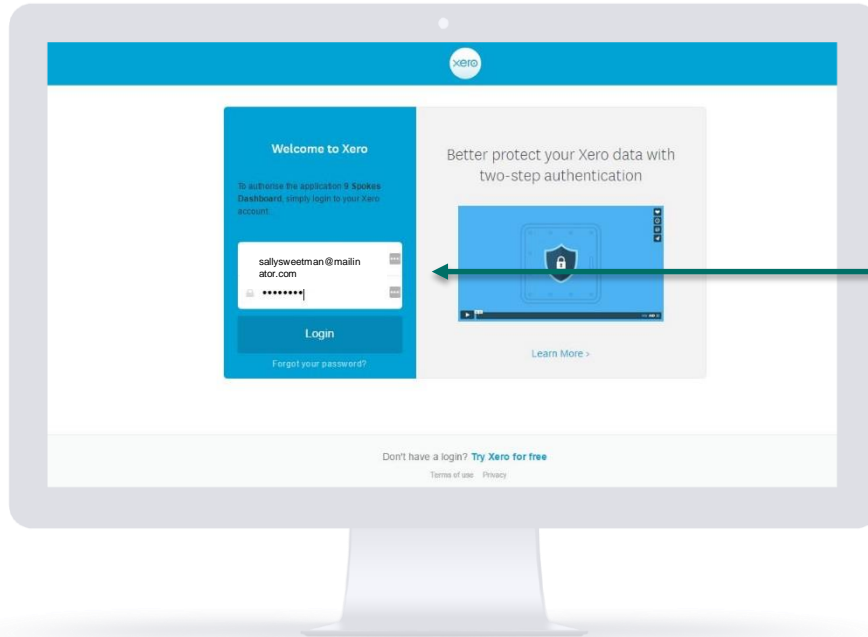 xero
Welcome to Xero
To authorise the application 9 Spokes
Dashboard, simply login to your Xero
account.
sallysweetman@mailin
ator.com
••••••••
Login
Forgot your password?
Better protect your Xero data with
two-step authentication
Learn More >
Don't have a login? Try Xero for free
Terms of use Privacy